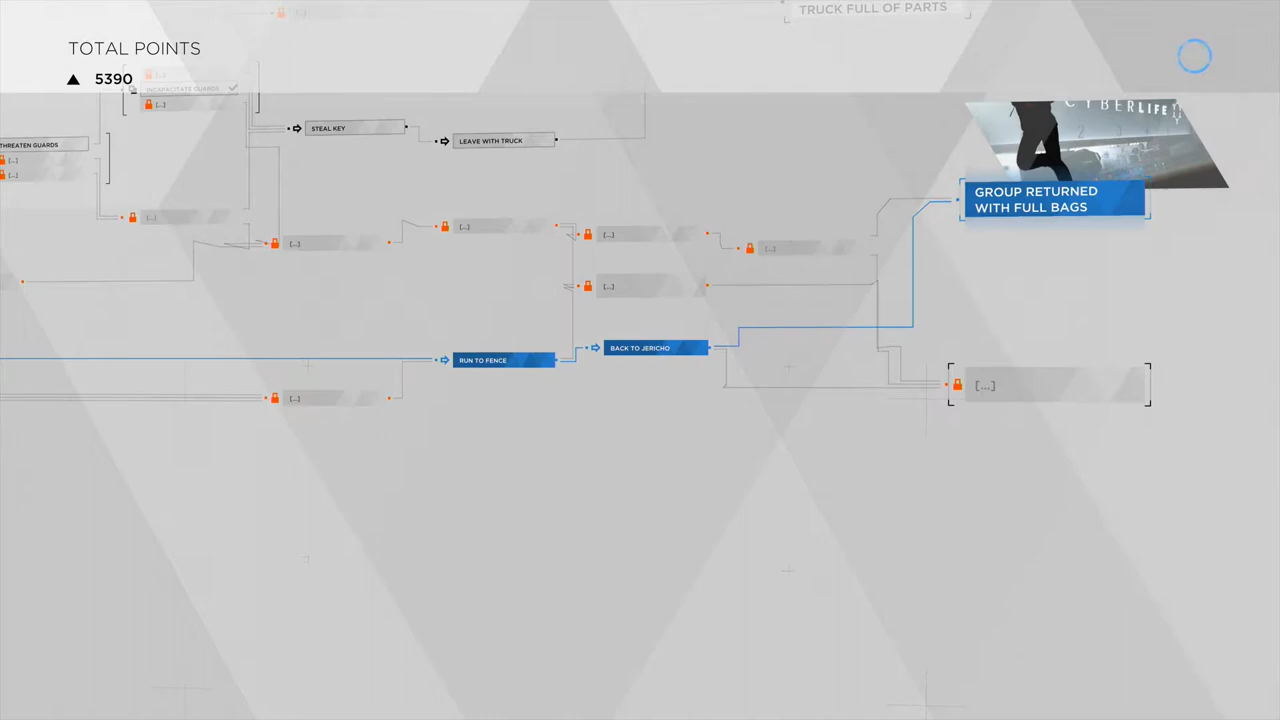 [...]
TRUCK FULL OF PARTS
TOTAL POINTS
5390
[...]
INCAPACITATE GUARDS
[...]
THREATEN GUARDS
[...]
[...]
STEAL KEY
LEAVE WITH TRUCK
CYBERLIFE
GROUP RETURNED
WITH FULL BAGS
[...]
[...]
[...]
[...]
[...]
[...]
RUN TO FENCE
BACK TO JERICHO
[...]
[...]